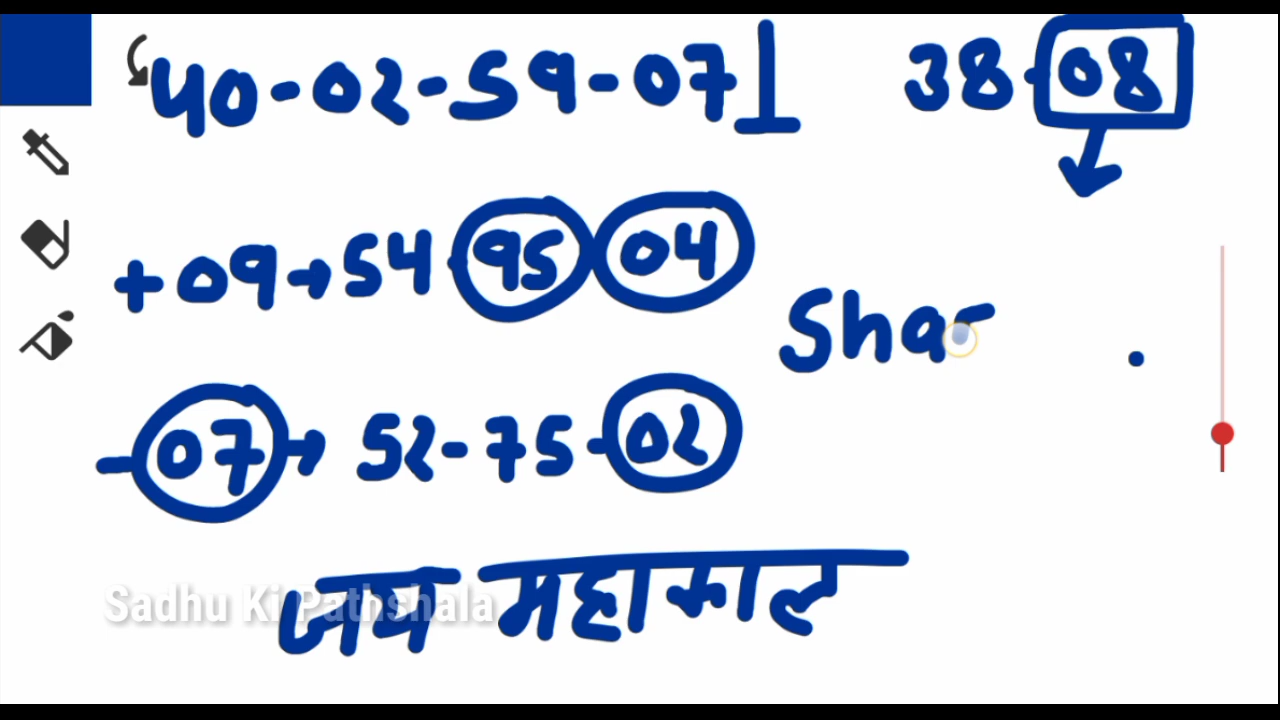 40-02-59-07 38-08
+09→54-95-04
Sha
-07→52-75-02
जय महाकाल
Sadhu Ki Pathshala